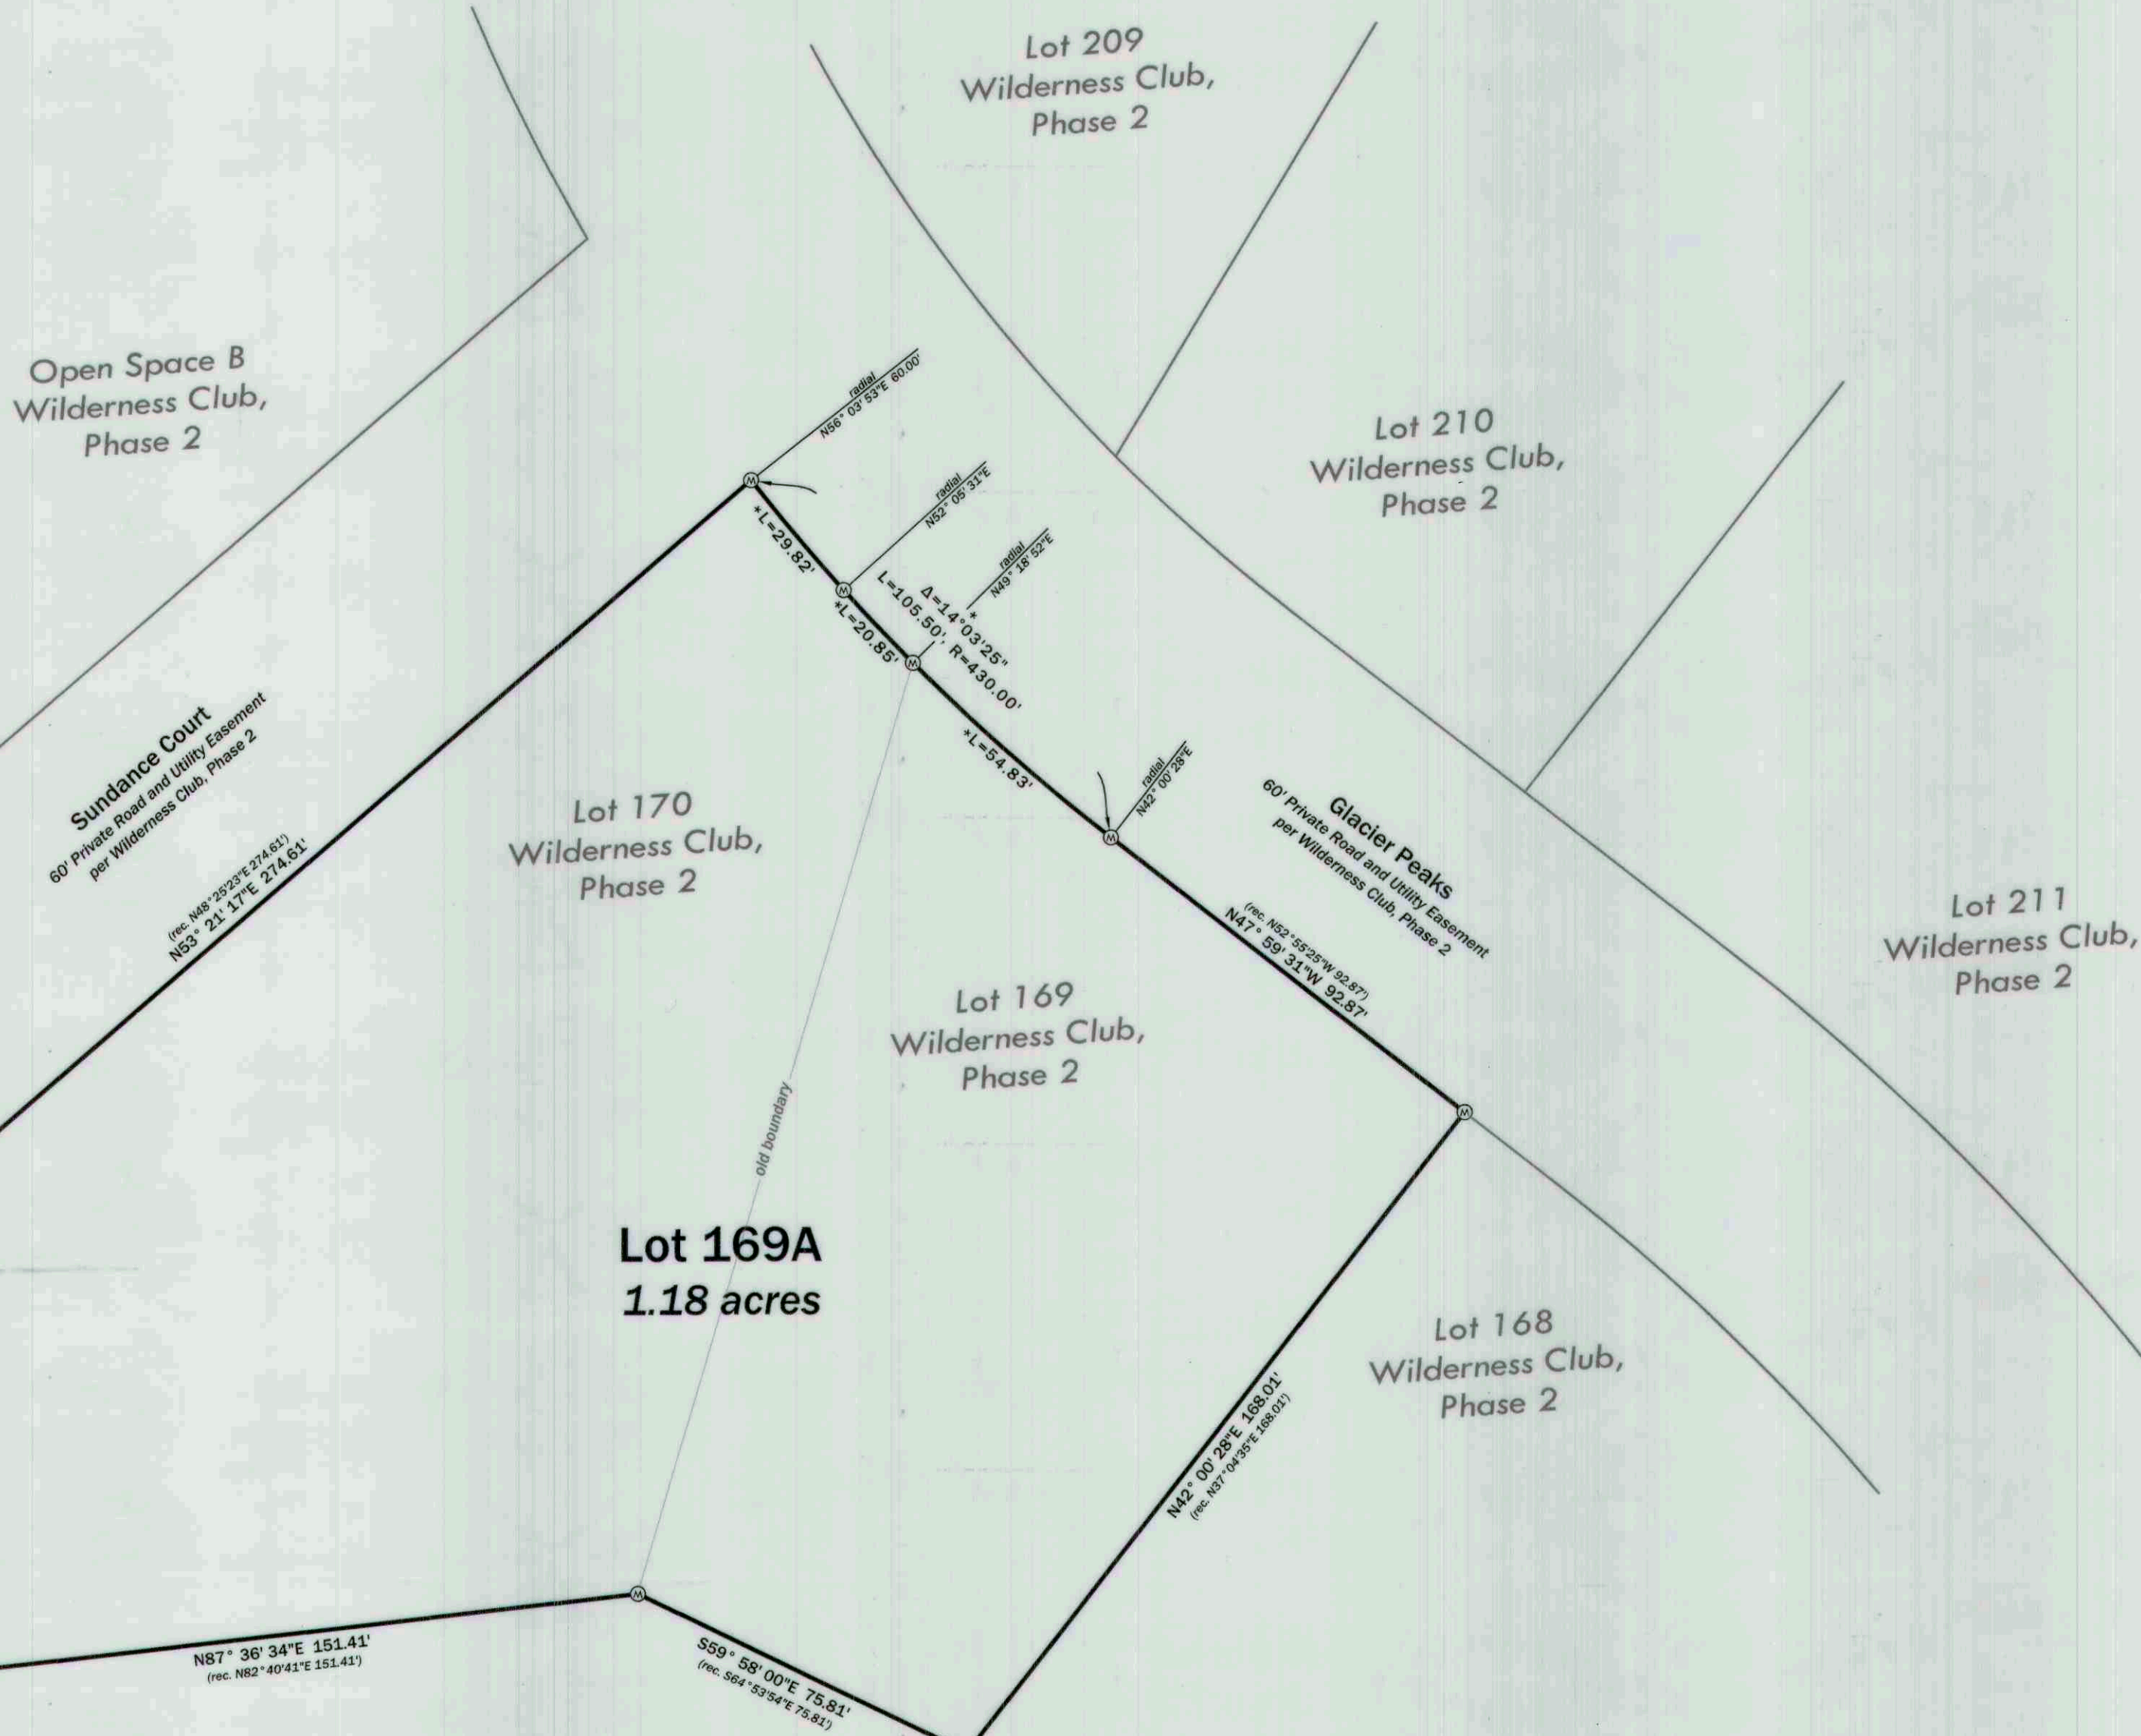 Lot 209
Wilderness Club,
Phase 2
Open Space B
Wilderness Club,
Phase 2
radial
N56° 03' 53"E 60.00'
Lot 210
Wilderness Club,
Phase 2
radial
N52° 05' 31"E
radial
N49° 18' 52"E
*
*L=29.82'
*L=20.85'
Δ=14°03'25"
L=105.50', R=430.00'
*L=54.83'
radial
N42° 00' 28"E
Sundance Court
60' Private Road and Utility Easement
per Wilderness Club, Phase 2
(rec. N48°25'23"E 274.61')
N53° 21' 17"E 274.61'
Lot 170
Wilderness Club,
Phase 2
Glacier Peaks
60' Private Road and Utility Easement
per Wilderness Club, Phase 2
(rec. N52°55'25"W 92.87')
N47° 59' 31"W 92.87'
Lot 211
Wilderness Club,
Phase 2
Lot 169
Wilderness Club,
Phase 2
old boundary
Lot 169A
1.18 acres
Lot 168
Wilderness Club,
Phase 2
N42° 00' 28"E 168.01'
(rec. N37°04'35"E 168.01')
N87° 36' 34"E 151.41'
(rec. N82°40'41"E 151.41')
S59° 58' 00"E 75.81'
(rec. S64°53'54"E 75.81')
M
M
M
M
M
M